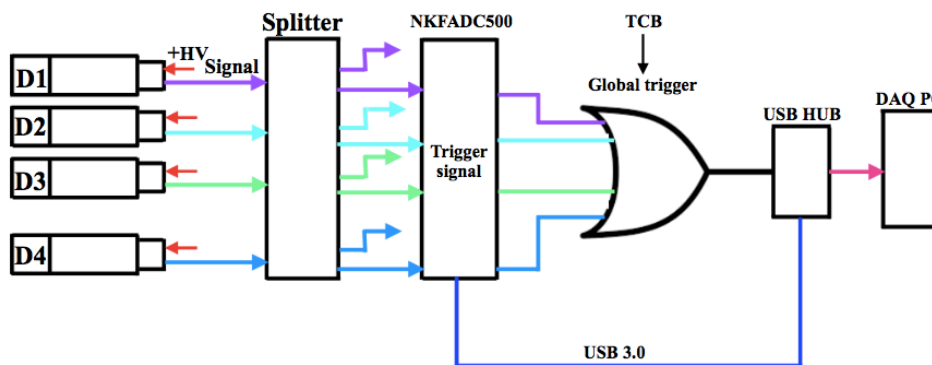 Splitter
NKFADC500
TCB
+HV
Signal
Global trigger
D1
USB HUB
DAQ P
D2
D3
Trigger
signal
D4
USB 3.0